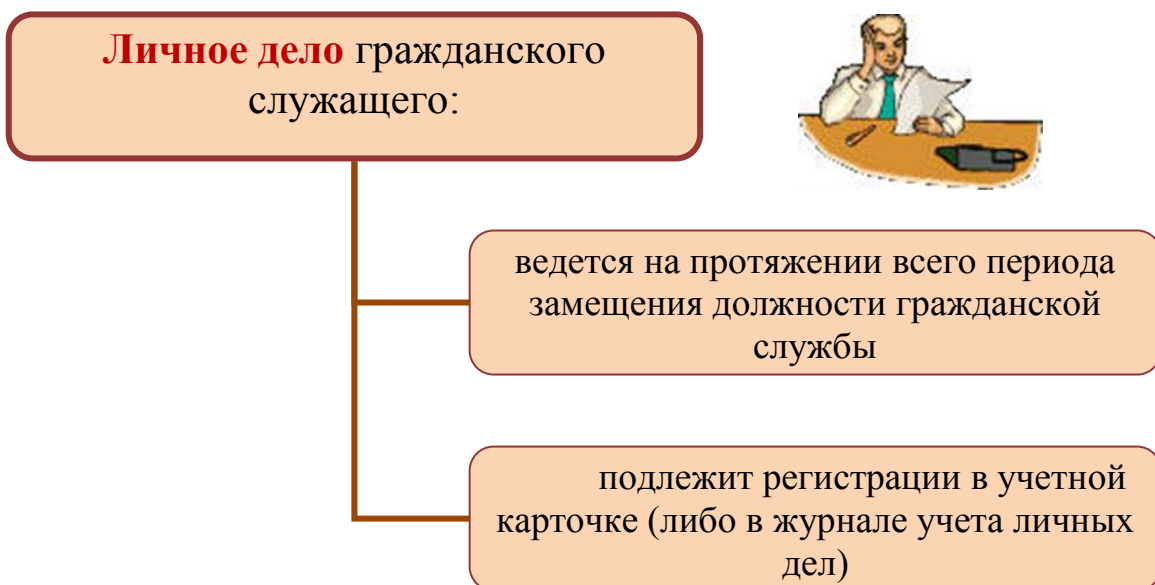 Личное дело гражданского
служащего:
ведется на протяжении всего периода
замещения должности гражданской
службы
подлежит регистрации в учетной
карточке (либо в журнале учета личных
дел)